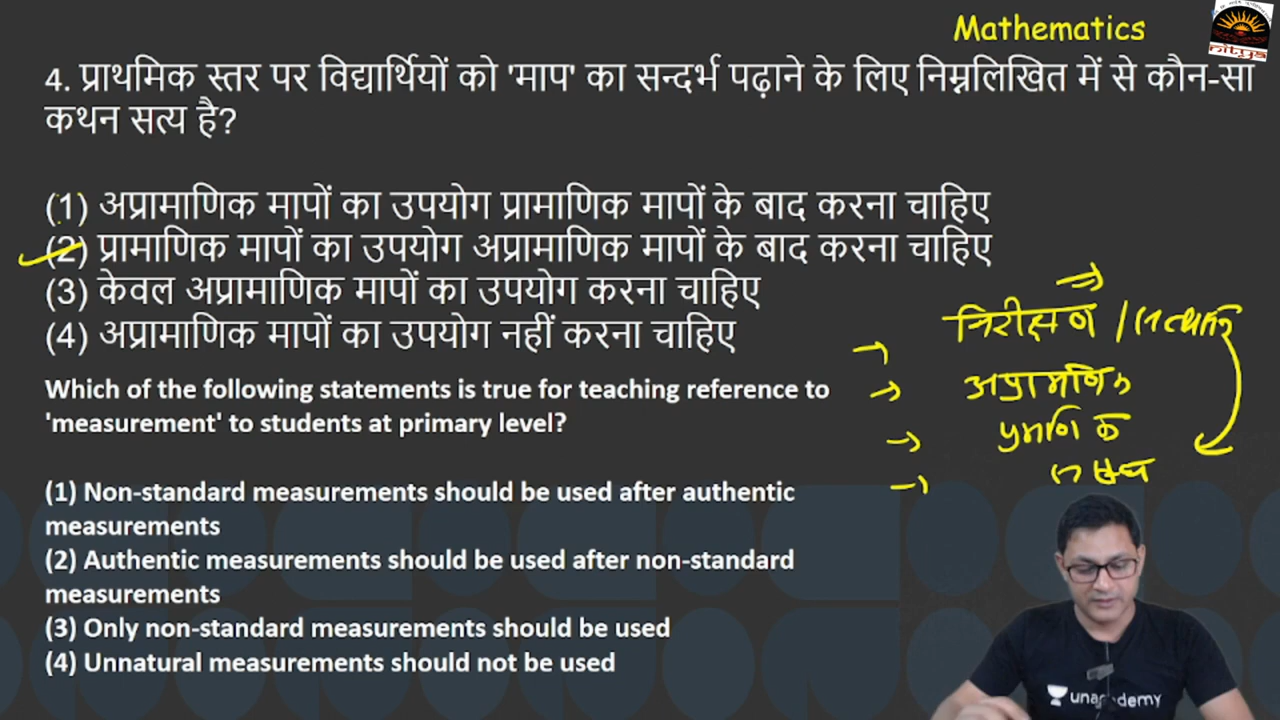 Mathematics
nitya
4. प्राथमिक स्तर पर विद्यार्थियों को 'माप' का सन्दर्भ पढ़ाने के लिए निम्नलिखित में से कौन-सा
कथन सत्य है?
(1) अप्रामाणिक मापों का उपयोग प्रामाणिक मापों के बाद करना चाहिए
(2) प्रामाणिक मापों का उपयोग अप्रामाणिक मापों के बाद करना चाहिए
(3) केवल अप्रामाणिक मापों का उपयोग करना चाहिए
(4) अप्रामाणिक मापों का उपयोग नहीं करना चाहिए
Which of the following statements is true for teaching reference to
'measurement' to students at primary level?
(1) Non-standard measurements should be used after authentic
measurements
(2) Authentic measurements should be used after non-standard
measurements
(3) Only non-standard measurements should be used
(4) Unnatural measurements should not be used
निरीक्षण /
अप्रामणिक
प्रमाणिक
unacademy